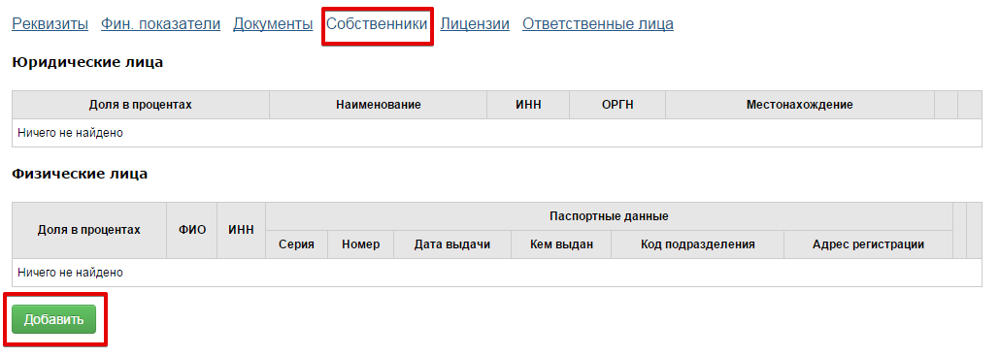 Реквизиты Фин. показатели Документы Собственники Лицензии Ответственные лица
Юридические лица
Доля в процентах Наименование ИНН ОРГН Местонахождение
Ничего не найдено
Физические лица
Доля в процентах ФИО ИНН Паспортные данные
Серия Номер Дата выдачи Кем выдан Код подразделения Адрес регистрации
Ничего не найдено
Добавить